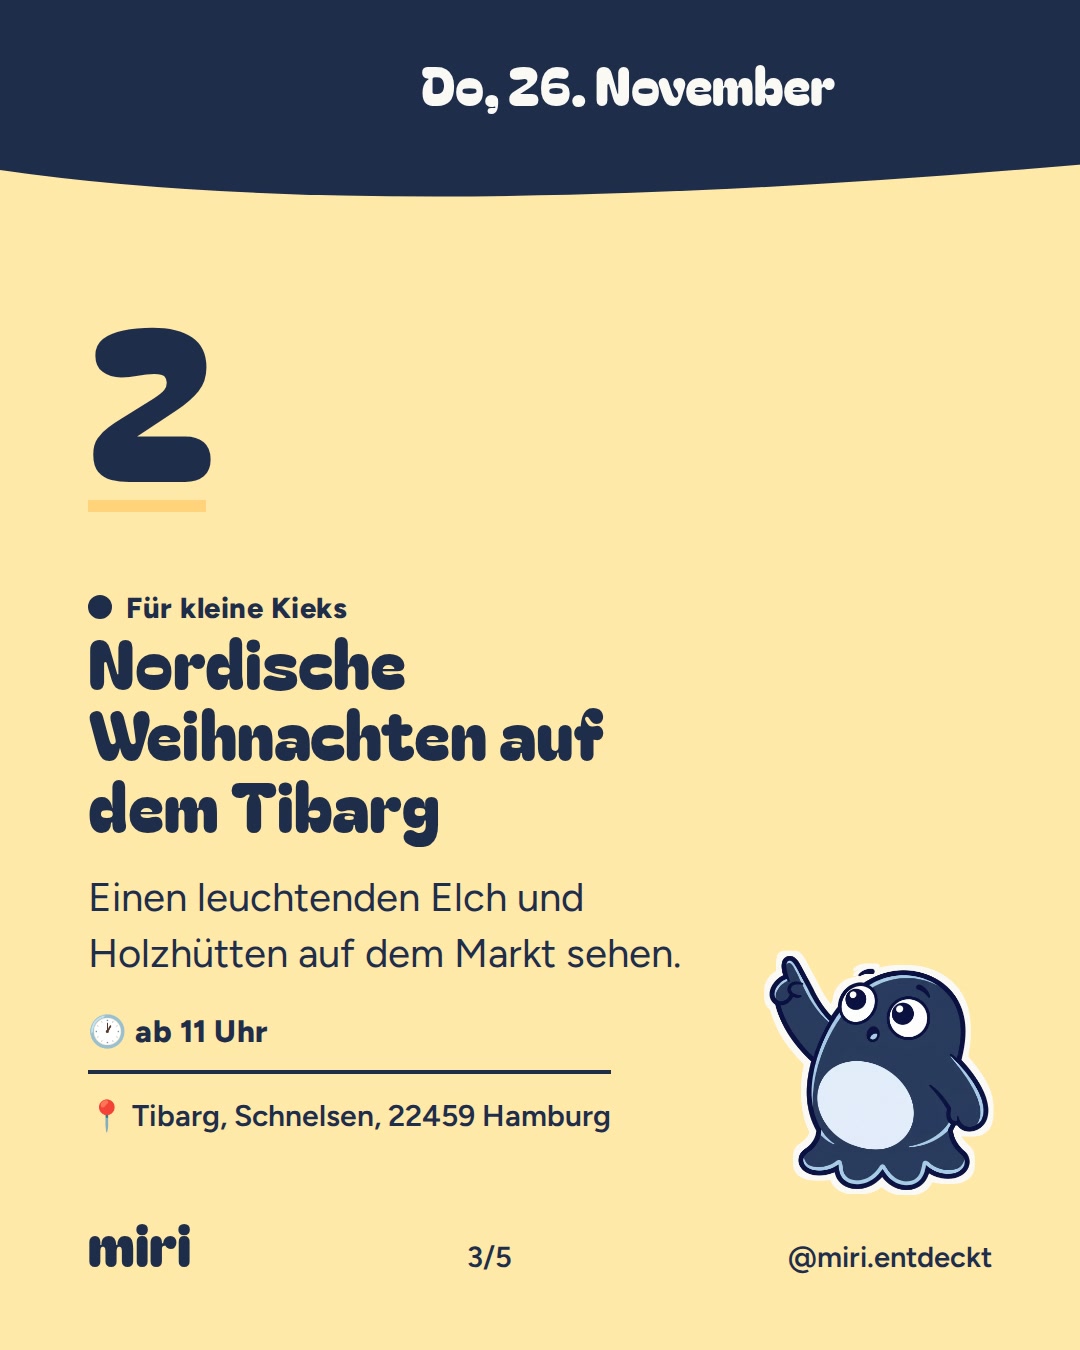 Do, 26. November
2
Für kleine Kieks
Nordische
Weihnachten auf
dem Tibarg
Einen leuchtenden Elch und
Holzhütten auf dem Markt sehen.
ab 11 Uhr
Tibarg, Schnelsen, 22459 Hamburg
miri
3/5
@miri.entdeckt